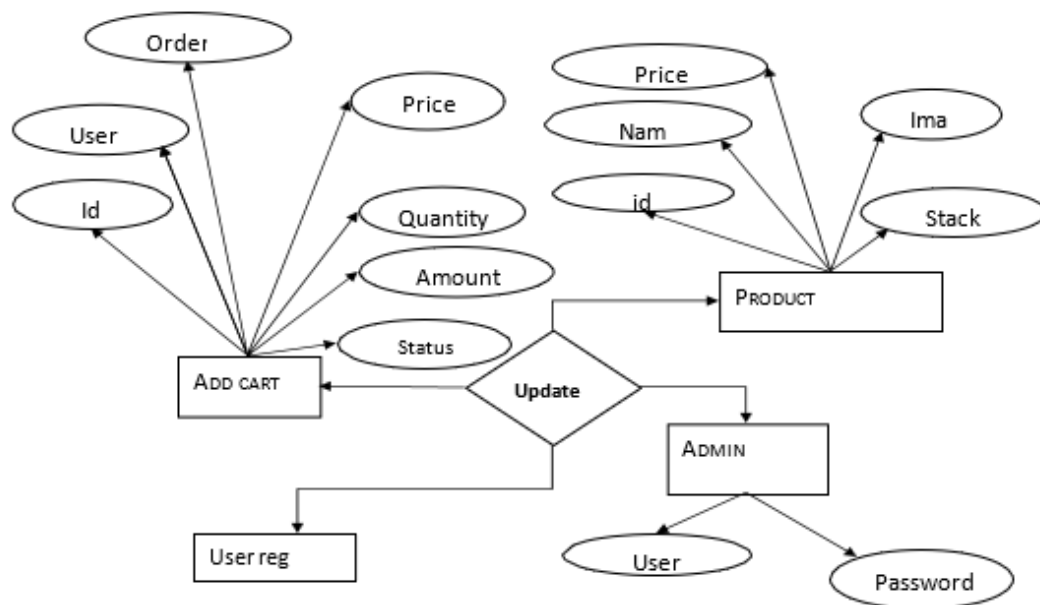 Order
Price
User
Id
Quantity
Amount
Status
ADD CART
Price
Nam
Ima
id
Stack
PRODUCT
Update
ADMIN
User reg
User
Password